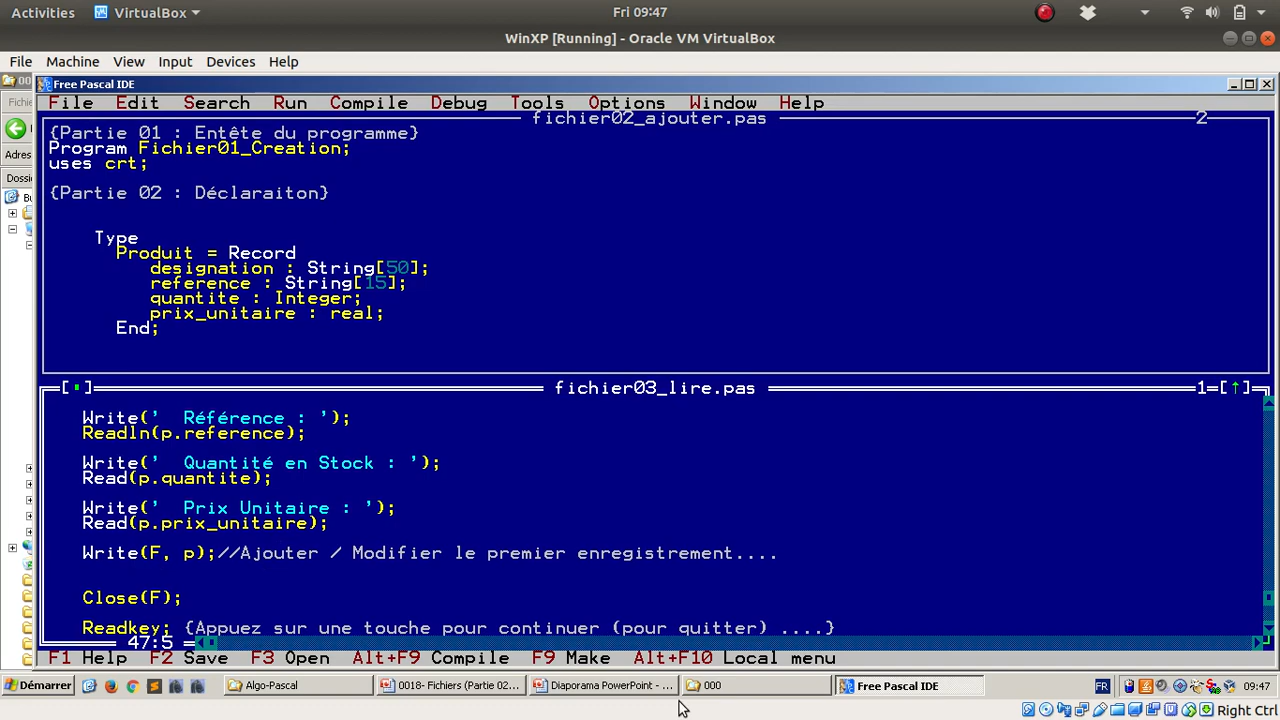 Activities VirtualBox Fri 09:47
WinXP [Running] - Oracle VM VirtualBox
File Machine View Input Devices Help
Free Pascal IDE
File Edit Search Run Compile Debug Tools Options Window Help
fichier02_ajouter.pas 2
{Partie 01 : Entête du programme}
Program Fichier01_Creation;
uses crt;
{Partie 02 : Déclaraiton}
Type
Produit = Record
designation : String[50];
reference : String[15];
quantite : Integer;
prix_unitaire : real;
End;
fichier03_lire.pas 1=[↑]
Write('  Référence : ');
Readln(p.reference);
Write('  Quantité en Stock : ');
Read(p.quantite);
Write('  Prix Unitaire : ');
Read(p.prix_unitaire);
Write(F, p);//Ajouter / Modifier le premier enregistrement....
Close(F);
Readkey; {Appuez sur une touche pour continuer (pour quitter) ....}
47:5
F1 Help F2 Save F3 Open Alt+F9 Compile F9 Make Alt+F10 Local menu
Démarrer Algo-Pascal 0018- Fichiers (Partie 02... Diaporama PowerPoint - ... 000 Free Pascal IDE FR 09:47
Right Ctrl